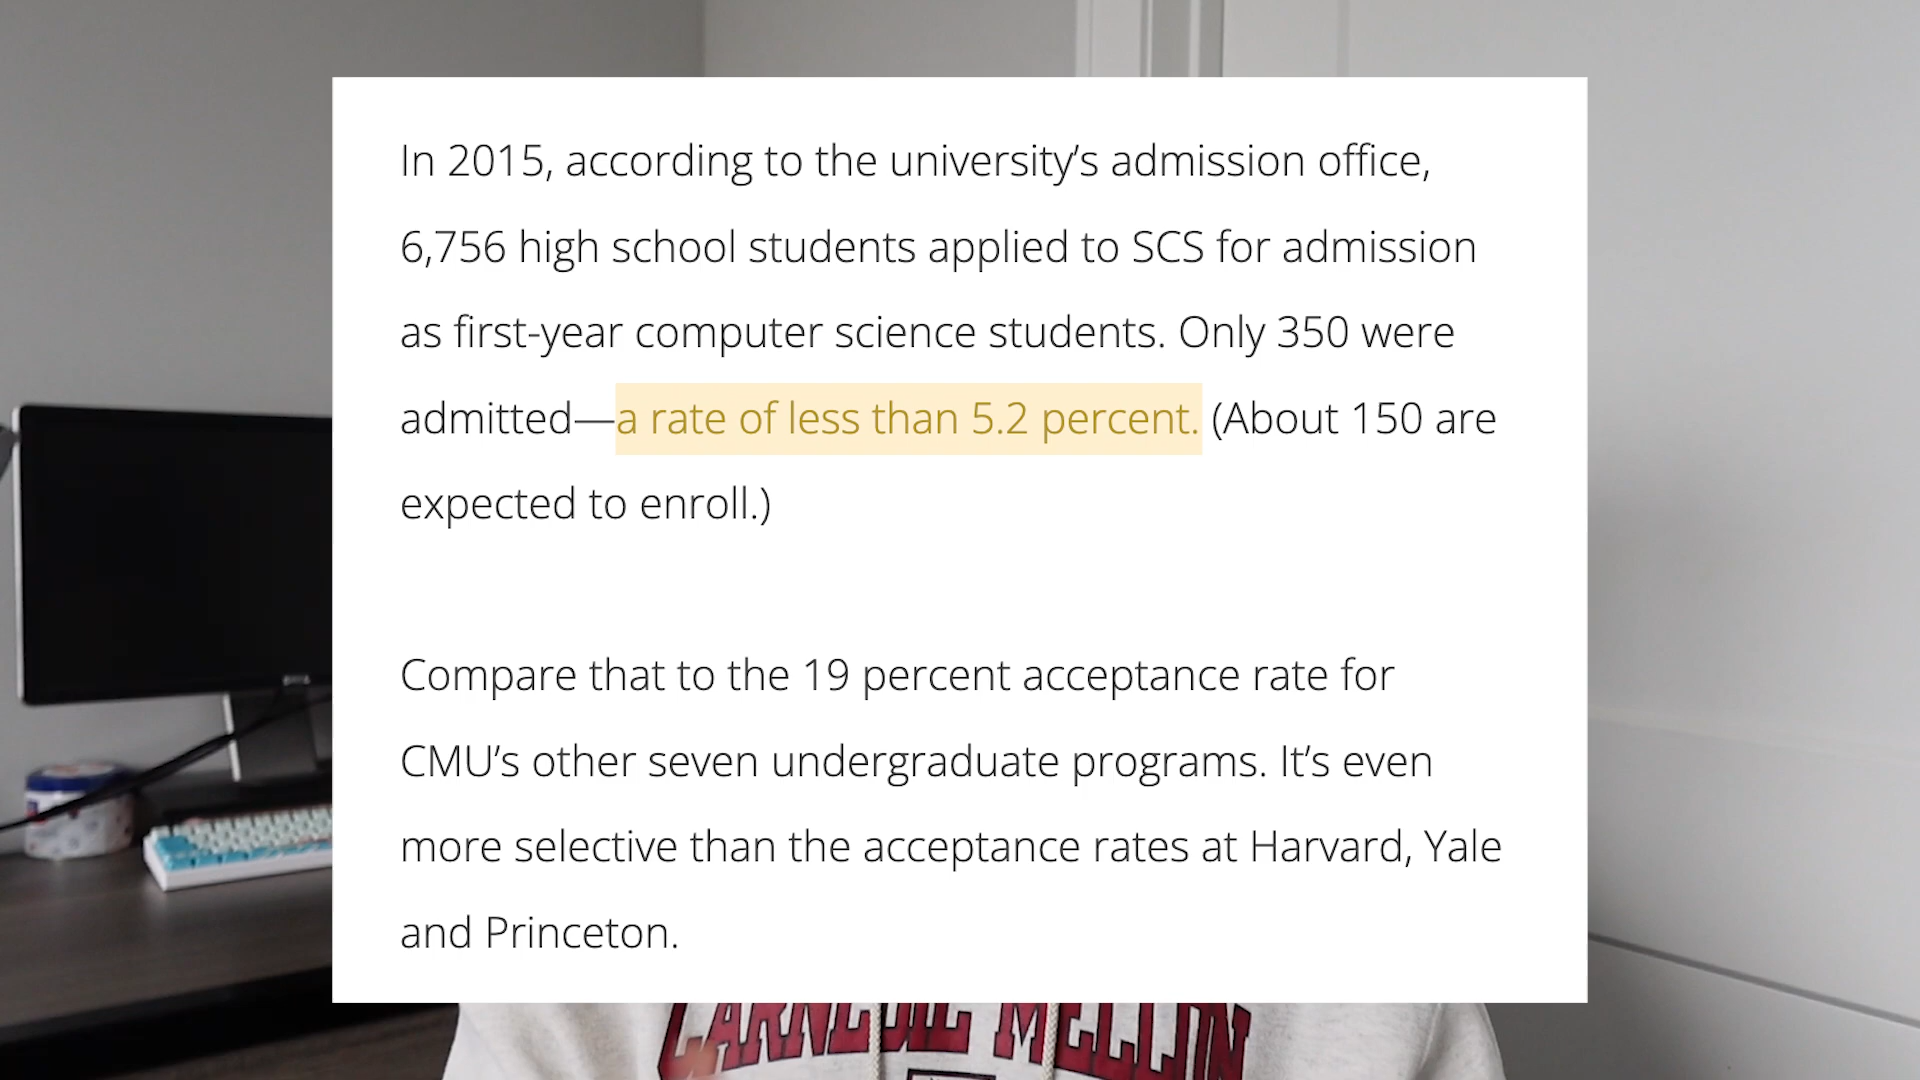 In 2015, according to the university’s admission office,
6,756 high school students applied to SCS for admission
as first-year computer science students. Only 350 were
admitted—a rate of less than 5.2 percent. (About 150 are
expected to enroll.)
Compare that to the 19 percent acceptance rate for
CMU’s other seven undergraduate programs. It’s even
more selective than the acceptance rates at Harvard, Yale
and Princeton.
CARNEGIE MELLON